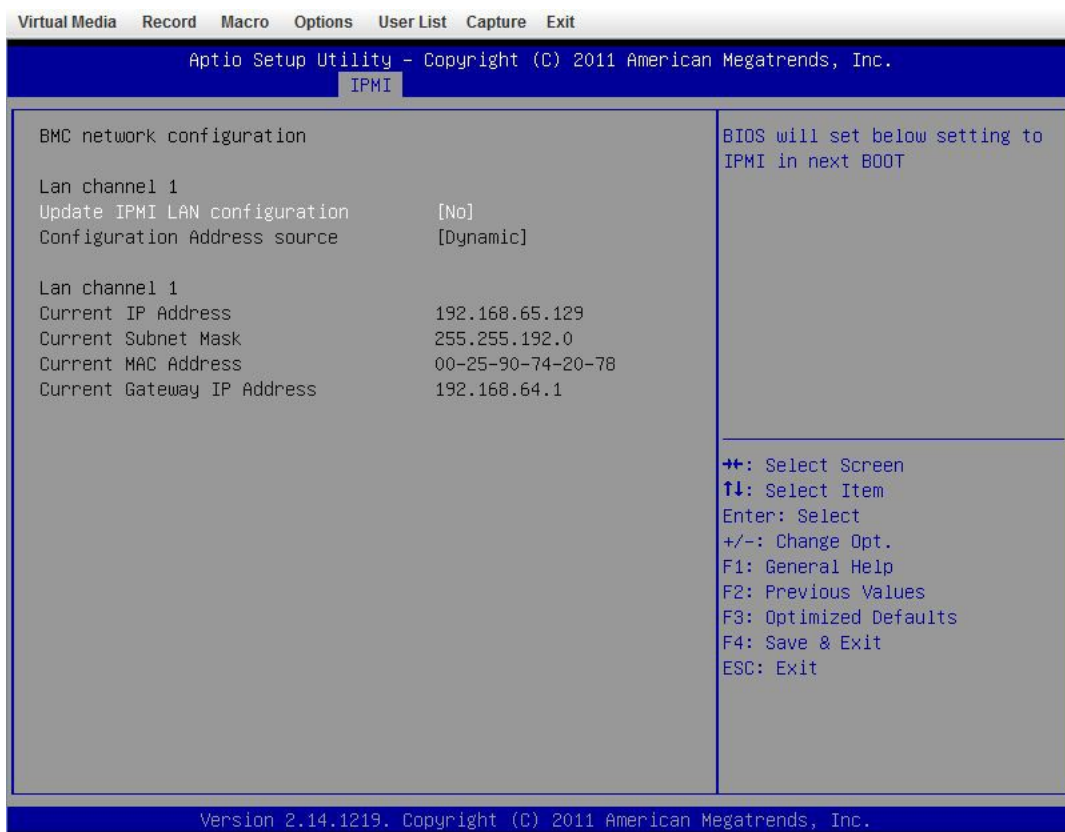 Virtual Media Record Macro Options User List Capture Exit
Aptio Setup Utility – Copyright (C) 2011 American Megatrends, Inc.
IPMI
BMC network configuration
Lan channel 1
Update IPMI LAN configuration [No]
Configuration Address source [Dynamic]
Lan channel 1
Current IP Address 192.168.65.129
Current Subnet Mask 255.255.192.0
Current MAC Address 00-25-90-74-20-78
Current Gateway IP Address 192.168.64.1
BIOS will set below setting to
IPMI in next BOOT
→←: Select Screen
↑↓: Select Item
Enter: Select
+/-: Change Opt.
F1: General Help
F2: Previous Values
F3: Optimized Defaults
F4: Save & Exit
ESC: Exit
Version 2.14.1219. Copyright (C) 2011 American Megatrends, Inc.